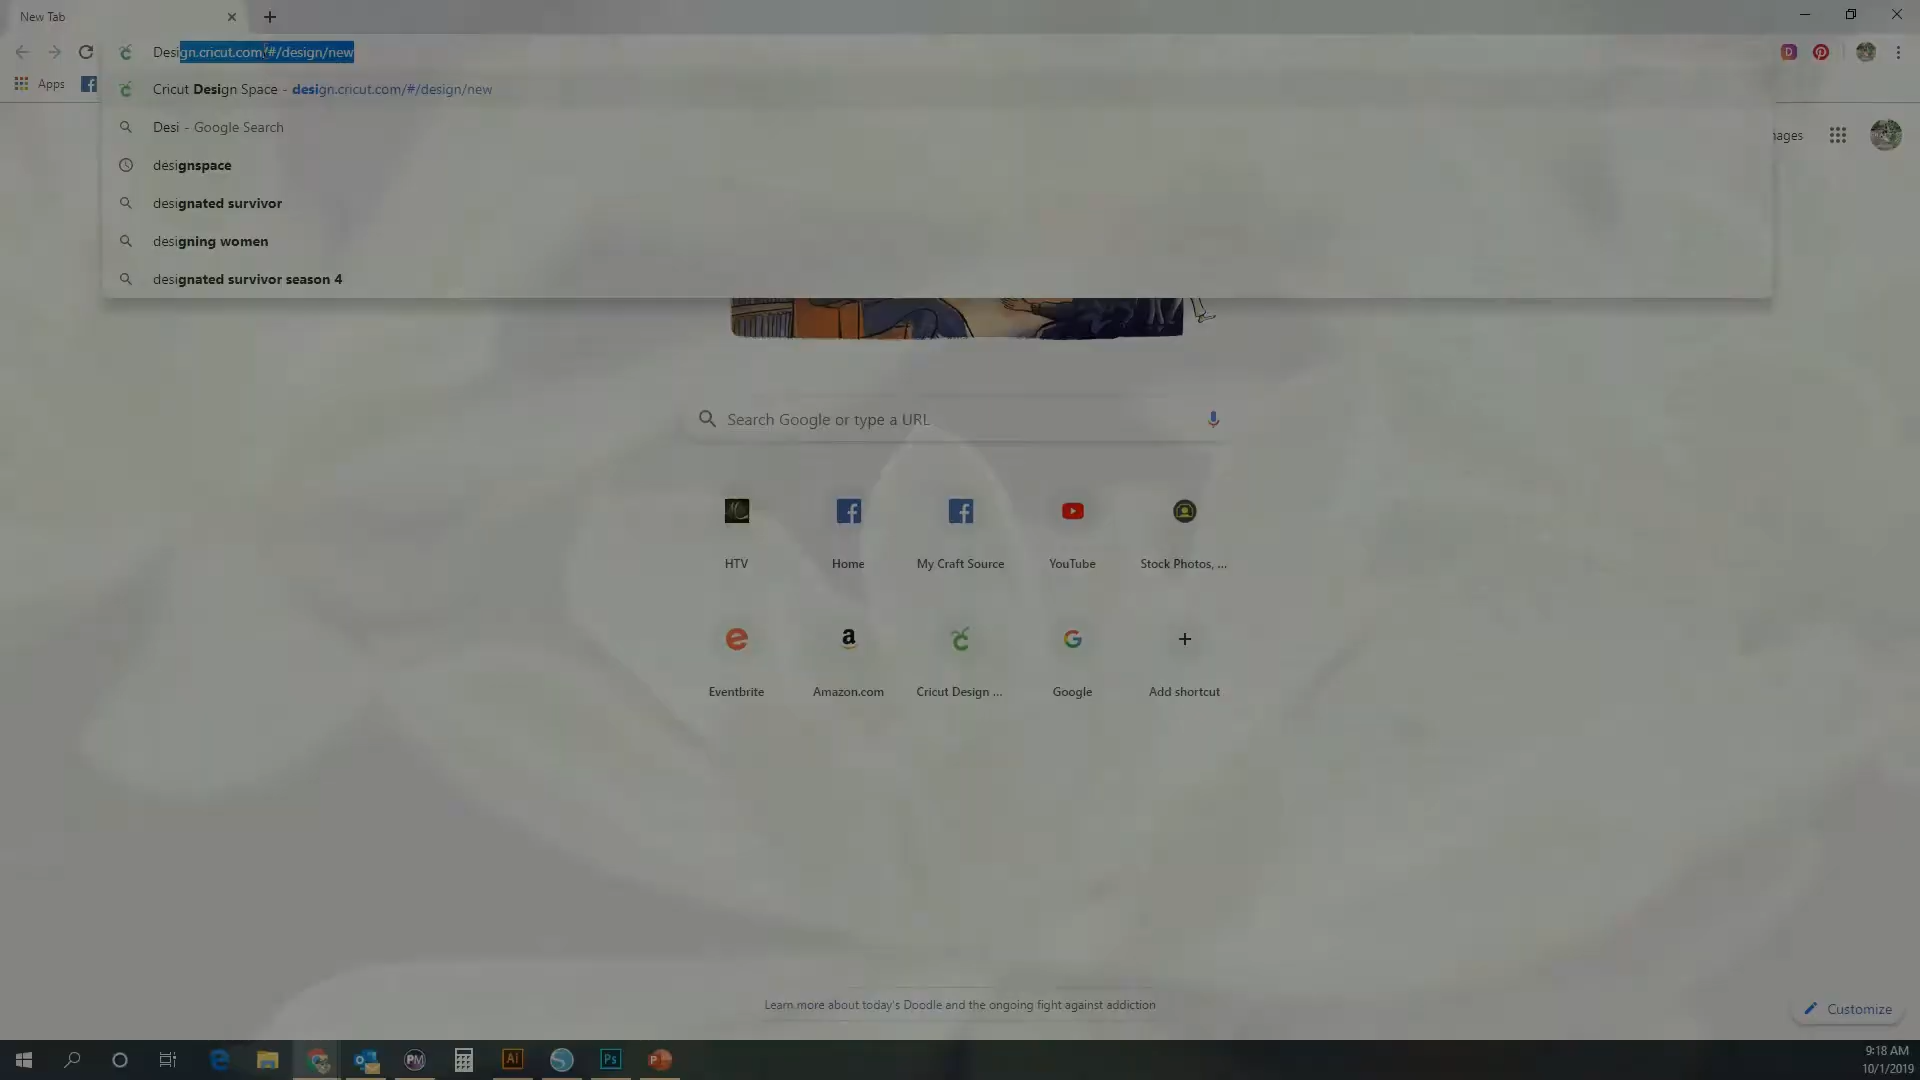 New Tab
Design.cricut.com/#/design/new
Apps
Cricut Design Space - design.cricut.com/#/design/new
Desi - Google Search
designspace
designated survivor
designing women
designated survivor season 4
Search Google or type a URL
HTV
Home
My Craft Source
YouTube
Stock Photos, ...
Eventbrite
Amazon.com
Cricut Design ...
Google
Add shortcut
Learn more about today's Doodle and the ongoing fight against addiction
Customize
9:18 AM
10/1/2019